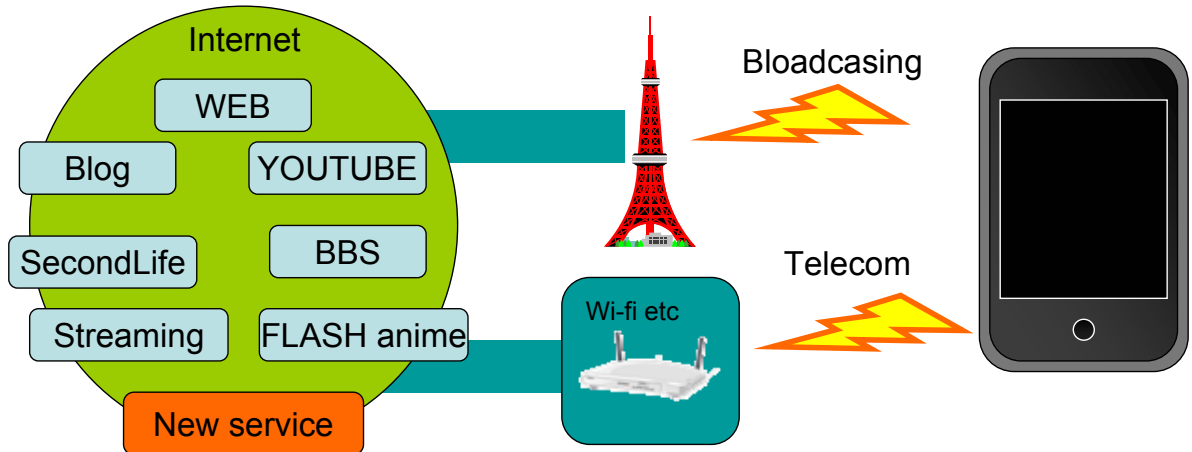 Internet
WEB
Blog
YOUTUBE
SecondLife
BBS
Streaming
FLASH anime
New service
Bloadcasing
Wi-fi etc
Telecom